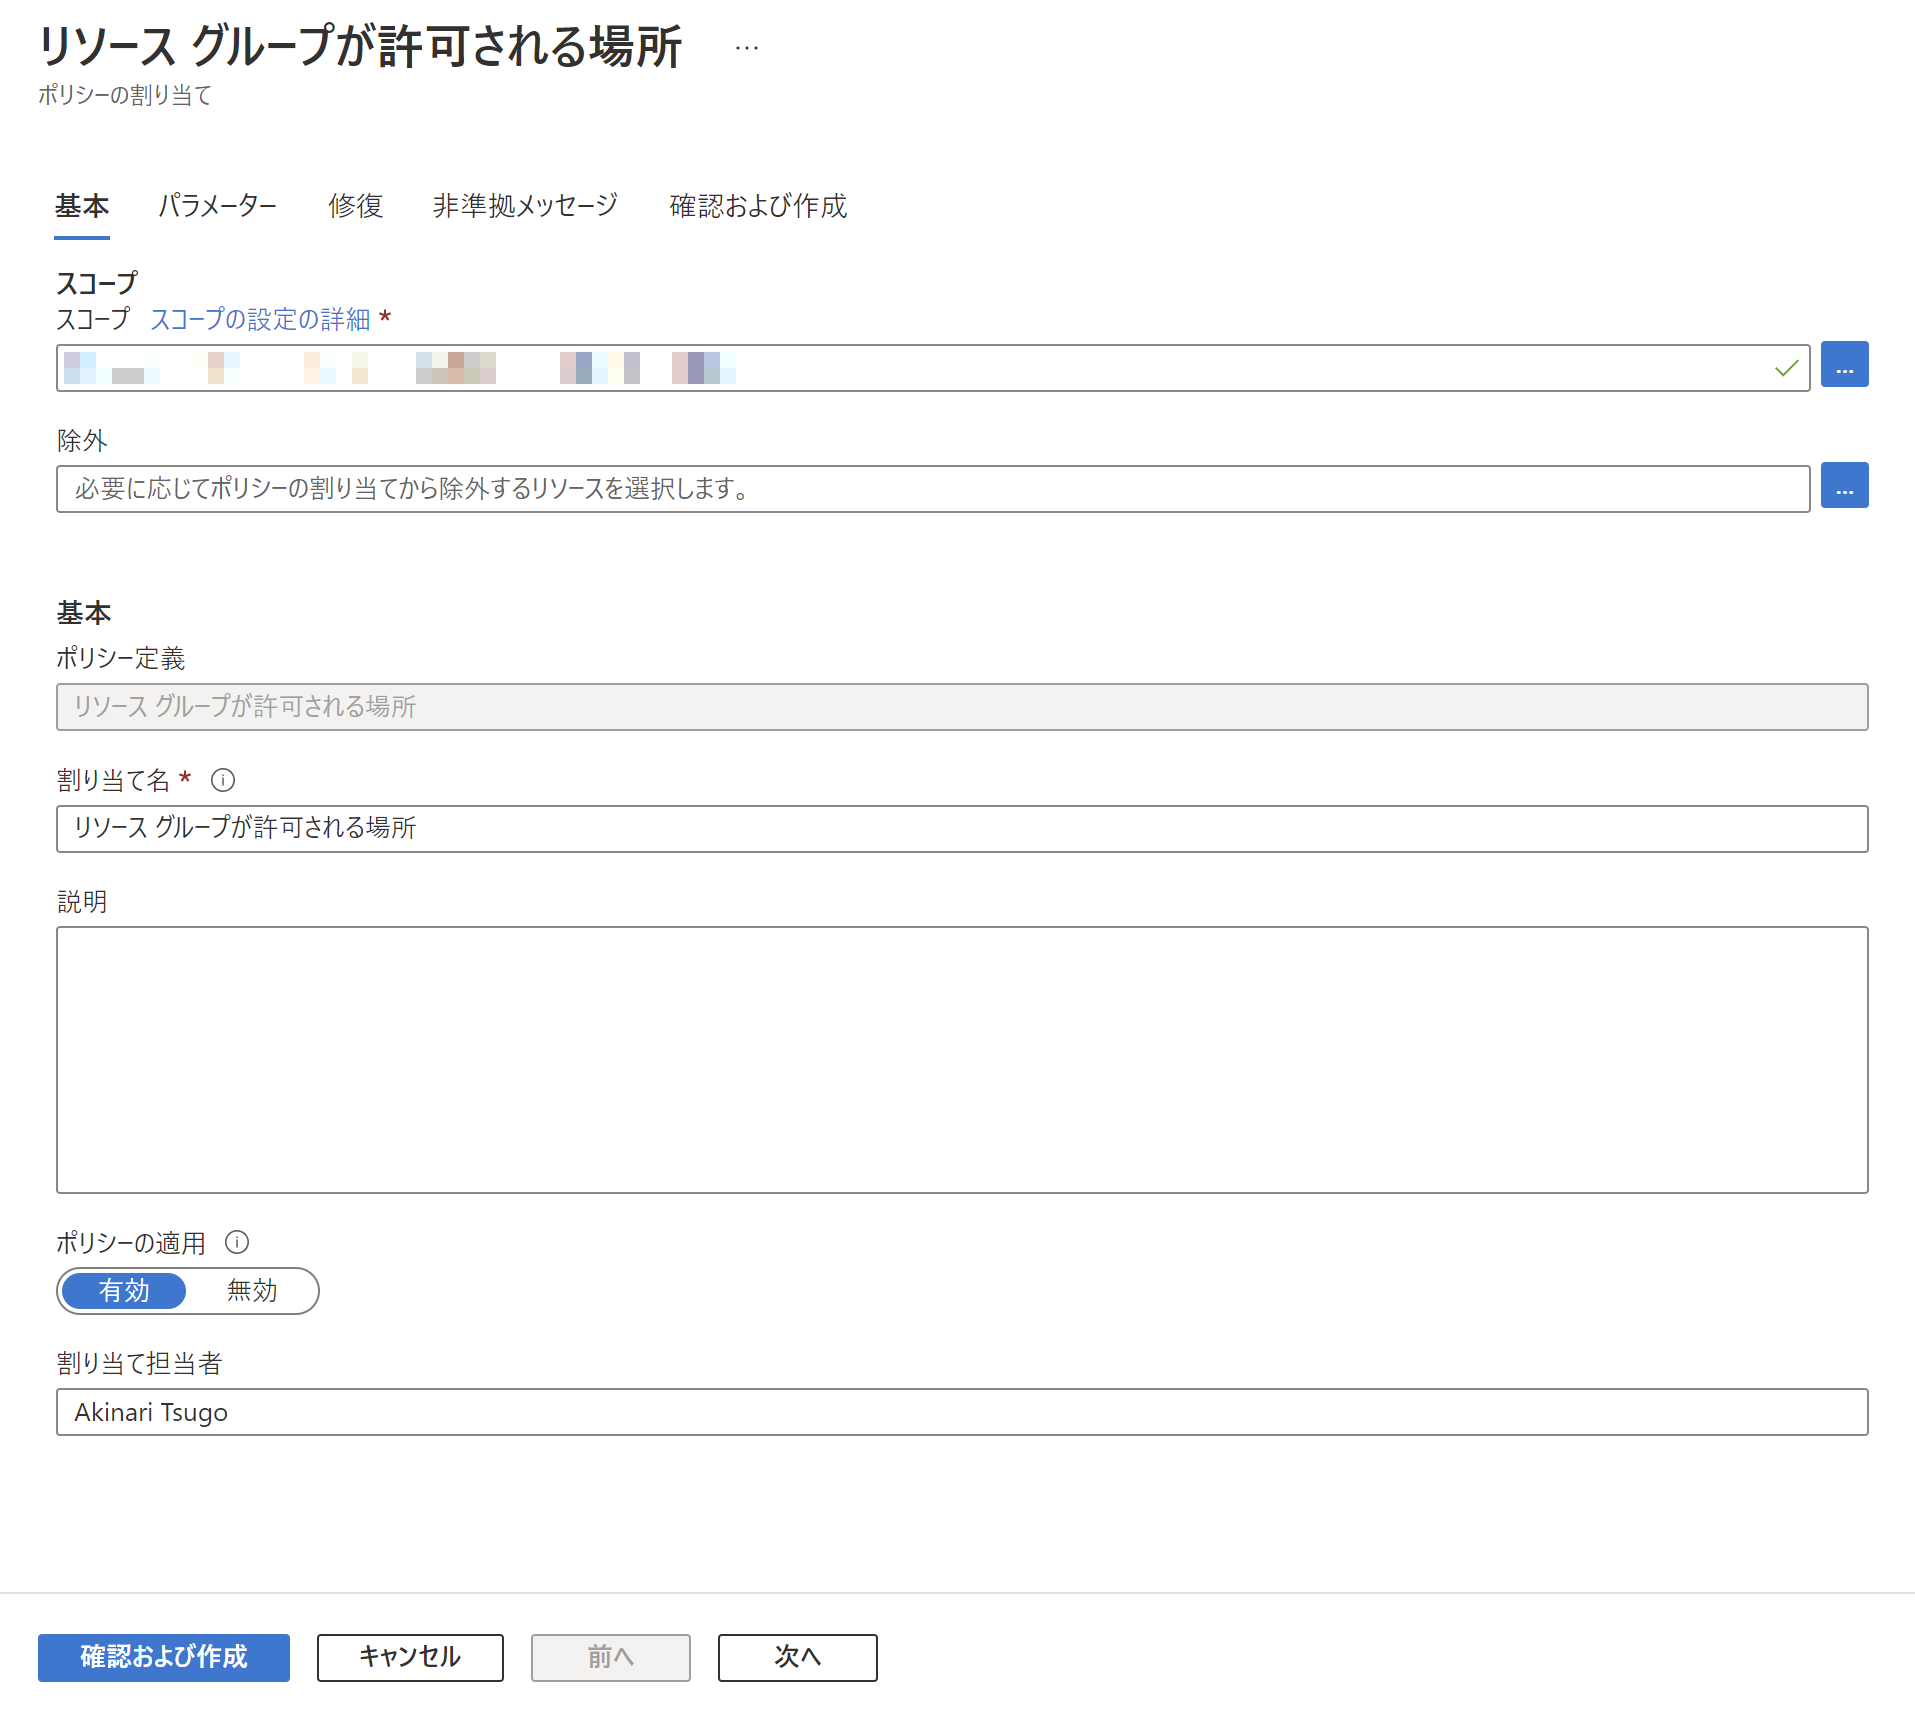 リソース グループが許可される場所 …
ポリシーの割り当て
基本 パラメーター 修復 非準拠メッセージ 確認および作成
スコープ
スコープ スコープの設定の詳細 *
...
除外
必要に応じてポリシーの割り当てから除外するリソースを選択します。
...
基本
ポリシー定義
リソース グループが許可される場所
割り当て名 *
リソース グループが許可される場所
説明
ポリシーの適用
有効 無効
割り当て担当者
Akinari Tsugo
確認および作成 キャンセル 前へ 次へ